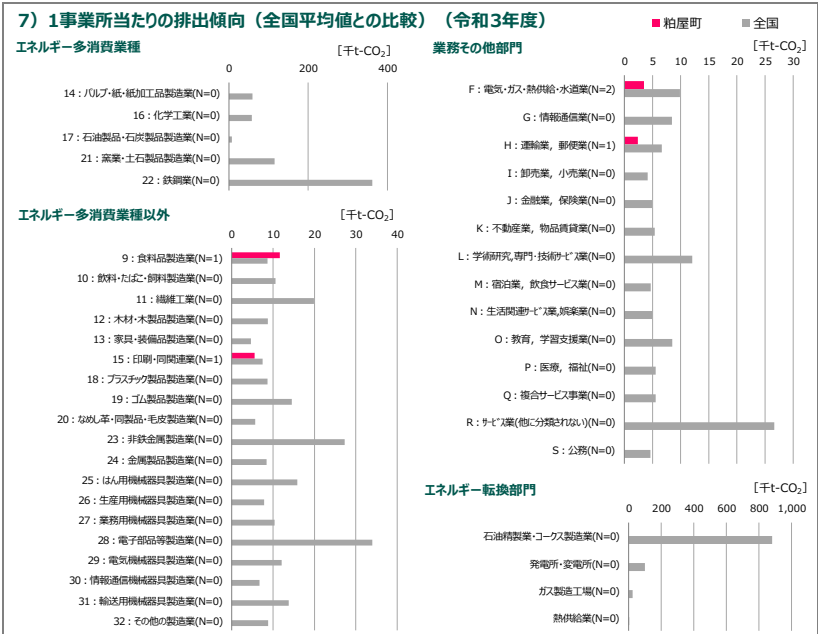 7）1事業所当たりの排出傾向（全国平均値との比較）（令和3年度）
■粕屋町 ■全国
エネルギー多消費業種
[千t-CO₂]
0 200 400
14：パルプ・紙・紙加工品製造業(N=0)
16：化学工業(N=0)
17：石油製品・石炭製品製造業(N=0)
21：窯業・土石製品製造業(N=0)
22：鉄鋼業(N=0)
エネルギー多消費業種以外
[千t-CO₂]
0 10 20 30 40
9：食料品製造業(N=1)
10：飲料・たばこ・飼料製造業(N=0)
11：繊維工業(N=0)
12：木材・木製品製造業(N=0)
13：家具・装備品製造業(N=0)
15：印刷・同関連業(N=1)
18：プラスチック製品製造業(N=0)
19：ゴム製品製造業(N=0)
20：なめし革・同製品・毛皮製造業(N=0)
23：非鉄金属製造業(N=0)
24：金属製品製造業(N=0)
25：はん用機械器具製造業(N=0)
26：生産用機械器具製造業(N=0)
27：業務用機械器具製造業(N=0)
28：電子部品等製造業(N=0)
29：電気機械器具製造業(N=0)
30：情報通信機械器具製造業(N=0)
31：輸送用機械器具製造業(N=0)
32：その他の製造業(N=0)
業務その他部門
[千t-CO₂]
0 5 10 15 20 25 30
F：電気・ガス・熱供給・水道業(N=2)
G：情報通信業(N=0)
H：運輸業，郵便業(N=1)
I：卸売業，小売業(N=0)
J：金融業，保険業(N=0)
K：不動産業，物品賃貸業(N=0)
L：学術研究,専門・技術サービス業(N=0)
M：宿泊業，飲食サービス業(N=0)
N：生活関連サービス業,娯楽業(N=0)
O：教育，学習支援業(N=0)
P：医療，福祉(N=0)
Q：複合サービス事業(N=0)
R：サービス業(他に分類されない)(N=0)
S：公務(N=0)
エネルギー転換部門
[千t-CO₂]
0 200 400 600 800 1,000
石油精製業・コークス製造業(N=0)
発電所・変電所(N=0)
ガス製造工場(N=0)
熱供給業(N=0)